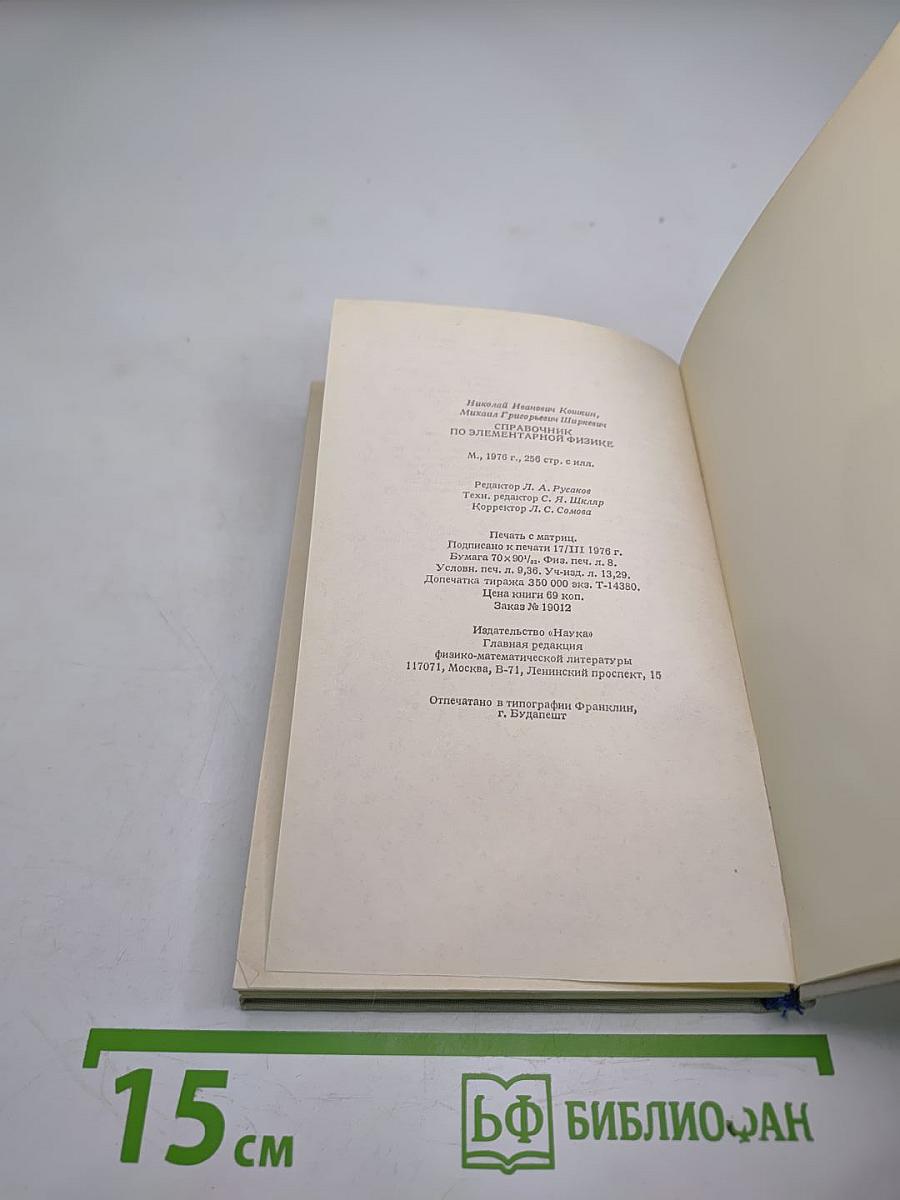 Николай Иванович Кошкин,
Михаил Григорьевич Ширкевич
СПРАВОЧНИК
ПО ЭЛЕМЕНТАРНОЙ ФИЗИКЕ
М., 1976 г., 256 стр. с илл.
Редактор Л. А. Русаков
Техн. редактор С. Я. Шкляр
Корректор Л. С. Сомова
Печать с матриц.
Подписано к печати 17/III 1976 г.
Бумага 70×90¹/₃₂. Физ. печ. л. 8.
Условн. печ. л. 9,36. Уч-изд. л. 13,29.
Допечатка тиража 350 000 экз. Т-14380.
Цена книги 69 коп.
Заказ № 19012
Издательство «Наука»
Главная редакция
физико-математической литературы
117071, Москва, В-71, Ленинский проспект, 15
Отпечатано в типографии Франклин,
г. Будапешт
15 см
БФ БИБЛИОФАН